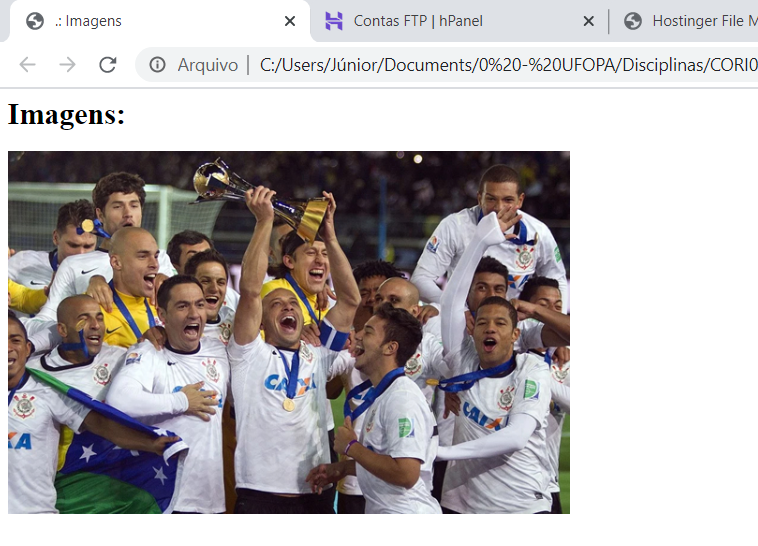 .: Imagens
Contas FTP | hPanel
Hostinger File M
Arquivo | C:/Users/Júnior/Documents/0%20-%20UFOPA/Disciplinas/CORI0
Imagens:
CAIXA
CAIXA
CAIXA